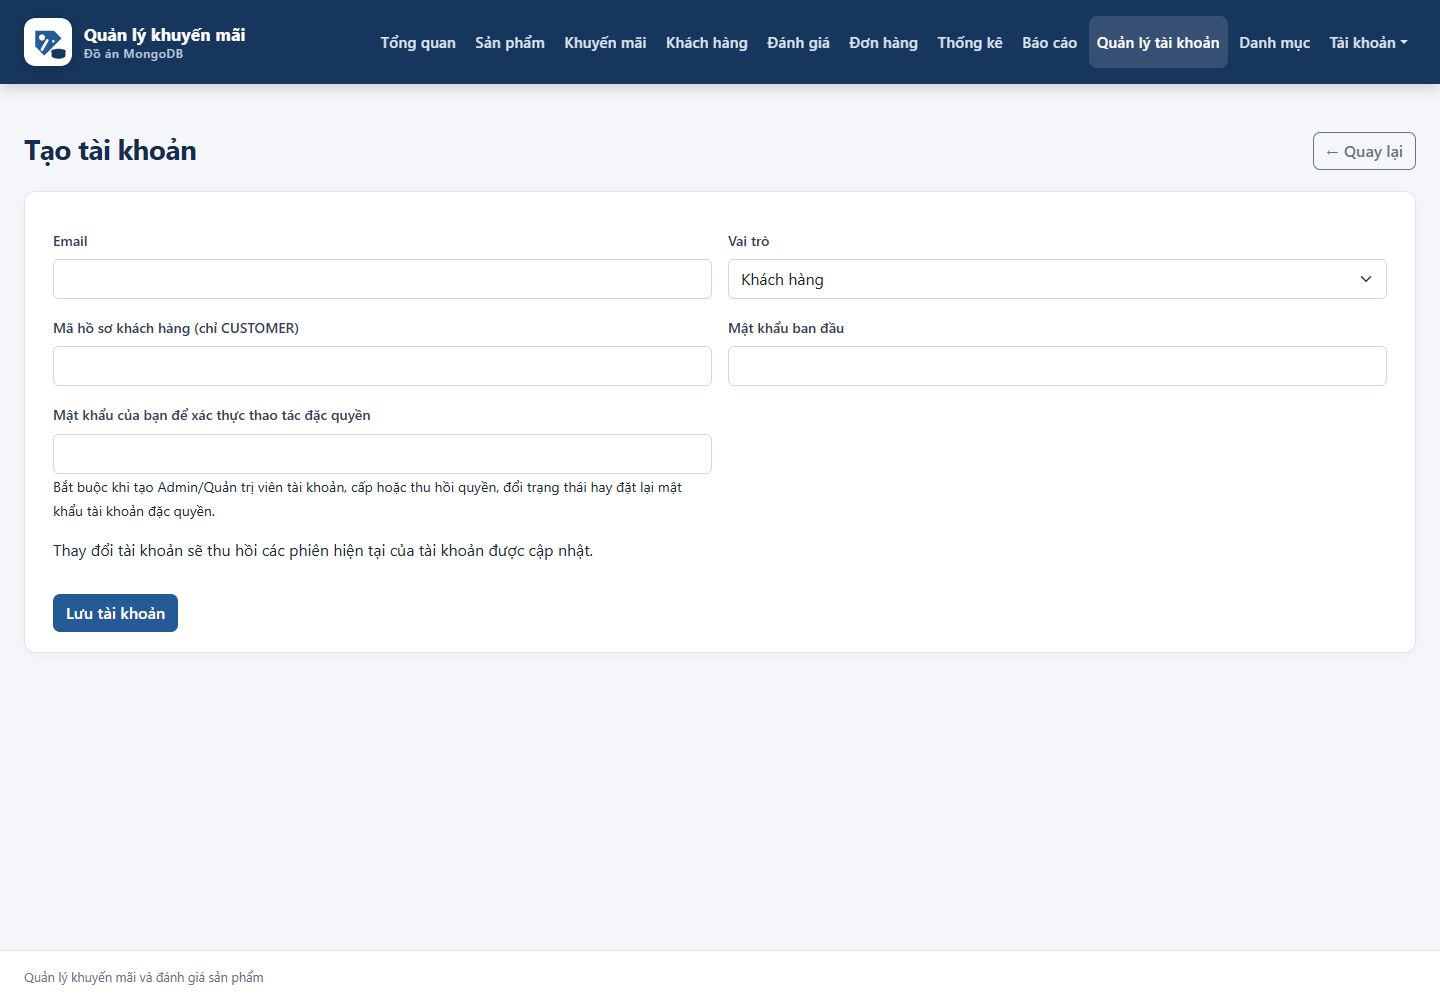 Quản lý khuyến mãi
Đồ án MongoDB
Tổng quan
Sản phẩm
Khuyến mãi
Khách hàng
Đánh giá
Đơn hàng
Thống kê
Báo cáo
Quản lý tài khoản
Danh mục
Tài khoản
Tạo tài khoản
← Quay lại
Email
Vai trò
Khách hàng
Mã hồ sơ khách hàng (chỉ CUSTOMER)
Mật khẩu ban đầu
Mật khẩu của bạn để xác thực thao tác đặc quyền
Bắt buộc khi tạo Admin/Quản trị viên tài khoản, cấp hoặc thu hồi quyền, đổi trạng thái hay đặt lại mật
khẩu tài khoản đặc quyền.
Thay đổi tài khoản sẽ thu hồi các phiên hiện tại của tài khoản được cập nhật.
Lưu tài khoản
Quản lý khuyến mãi và đánh giá sản phẩm